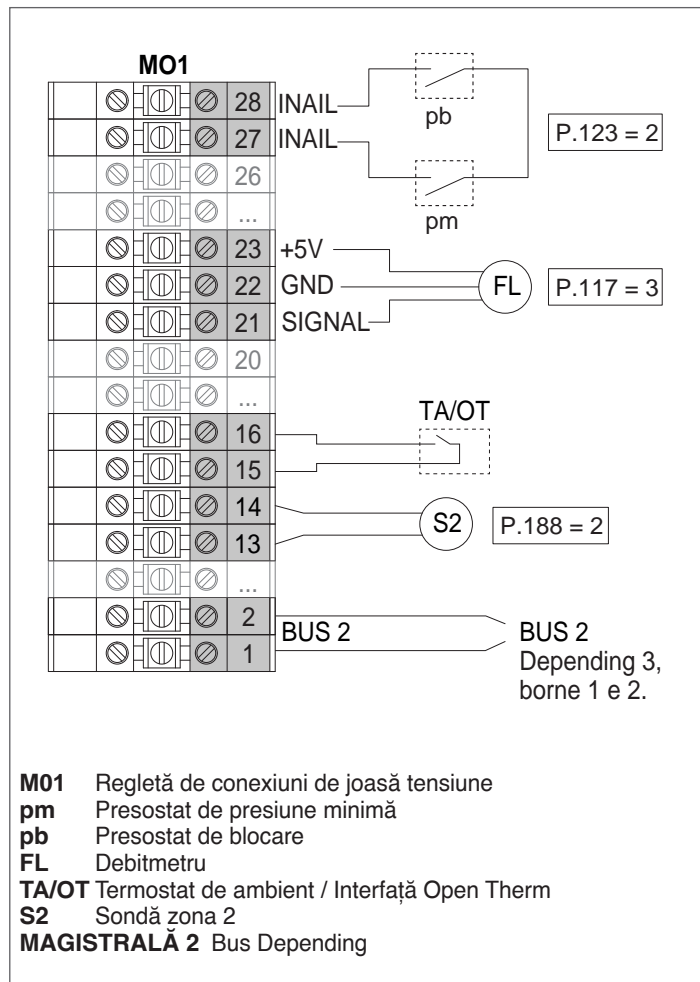 MO1
28 INAIL
27 INAIL
26
...
23 +5V
22 GND
21 SIGNAL
20
...
16
15
14
13
...
2
1
BUS 2
pb
pm
P.123 = 2
FL
P.117 = 3
TA/OT
S2
P.188 = 2
BUS 2
Depending 3,
borne 1 e 2.
M01 Regletă de conexiuni de joasă tensiune
pm Presostat de presiune minimă
pb Presostat de blocare
FL Debitmetru
TA/OT Termostat de ambient / Interfață Open Therm
S2 Sondă zona 2
MAGISTRALĂ 2 Bus Depending